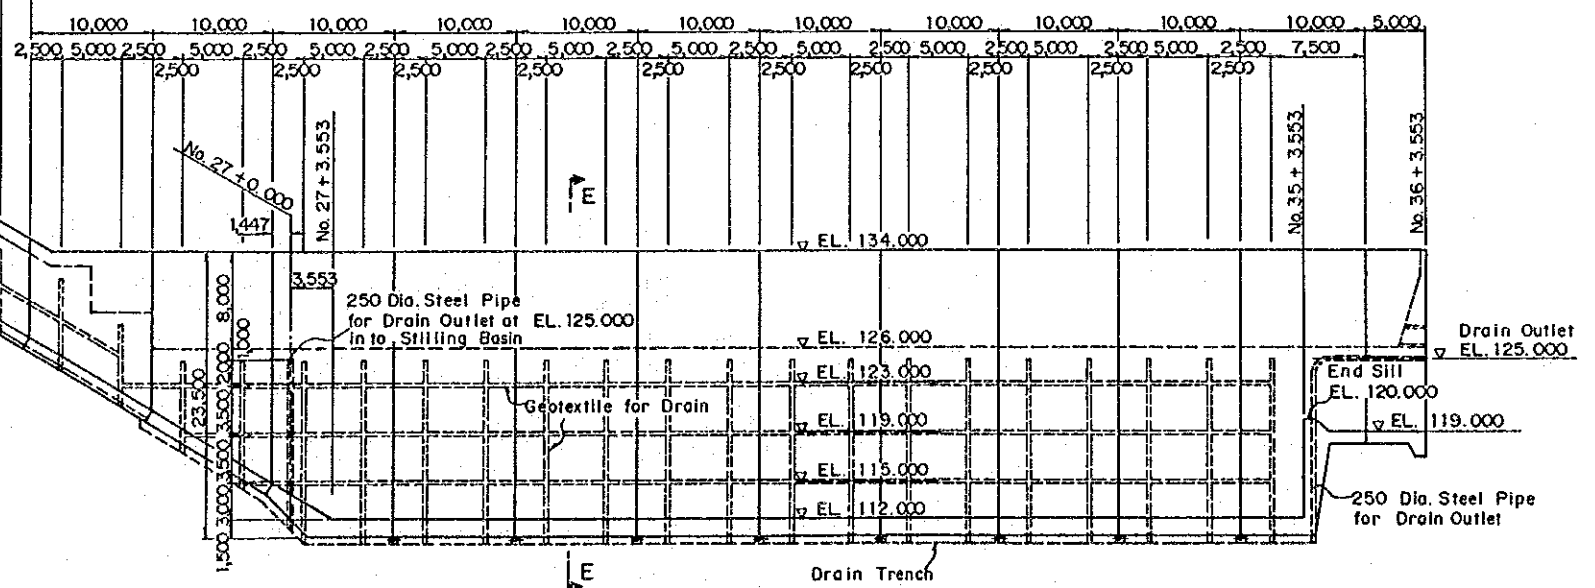 10,000 10,000 10,000 10,000 10,000 10,000 10,000 10,000 10,000 10,000 10,000 5,000
2,500 5,000 2,500 5,000 2,500 5,000 2,500 5,000 2,500 5,000 2,500 5,000 2,500 5,000 2,500 5,000 2,500 5,000 2,500 5,000 2,500 7,500
2,500 2,500 2,500 2,500 2,500 2,500 2,500 2,500 2,500 2,500
No. 27 + 0.000
1,447
No. 27 + 3.553
E
No. 35 + 3.553
No. 36 + 3.553
EL. 134.000
3.553
8.000
250 Dia. Steel Pipe
for Drain Outlet at EL. 125.000
in to Stilling Basin
EL. 126.000
Drain Outlet
EL. 125.000
EL. 123.000
End Sill
EL. 120.000
23.500
Geotextile for Drain
EL. 119.000
EL. 119.000
EL. 115.000
EL. 112.000
250 Dia. Steel Pipe
for Drain Outlet
3.500
3.500
3.000
1,500
E
Drain Trench